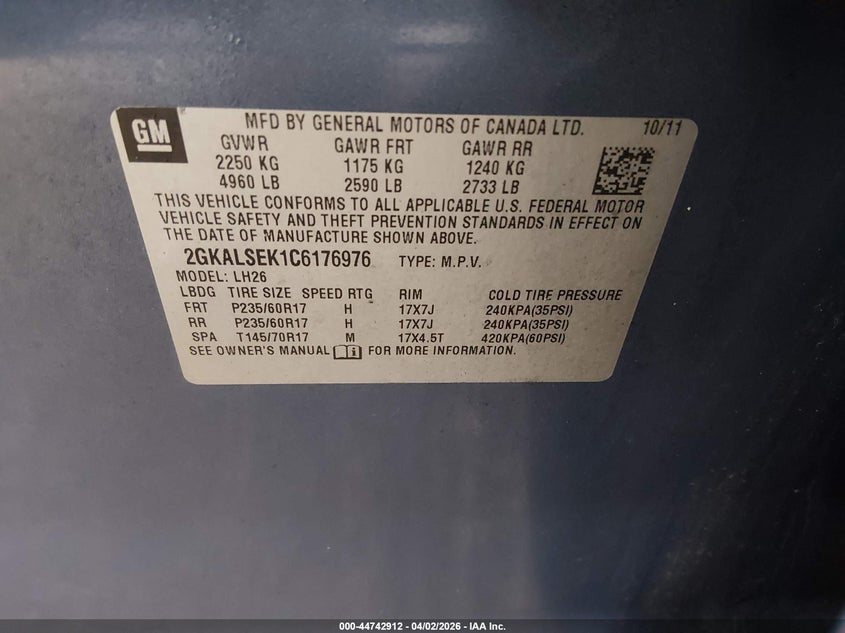 GM
MFD BY GENERAL MOTORS OF CANADA LTD. 10/11
GVWR GAWR FRT GAWR RR
2250 KG 1175 KG 1240 KG
4960 LB 2590 LB 2733 LB
THIS VEHICLE CONFORMS TO ALL APPLICABLE U.S. FEDERAL MOTOR
VEHICLE SAFETY AND THEFT PREVENTION STANDARDS IN EFFECT ON
THE DATE OF MANUFACTURE SHOWN ABOVE.
2GKALSEK1C6176976 TYPE: M.P.V.
MODEL: LH26
LBDG TIRE SIZE SPEED RTG RIM COLD TIRE PRESSURE
FRT P235/60R17 H 17X7J 240KPA(35PSI)
RR P235/60R17 H 17X7J 240KPA(35PSI)
SPA T145/70R17 M 17X4.5T 420KPA(60PSI)
SEE OWNER'S MANUAL FOR MORE INFORMATION.
000-44742912 - 04/02/2026 - IAA Inc.